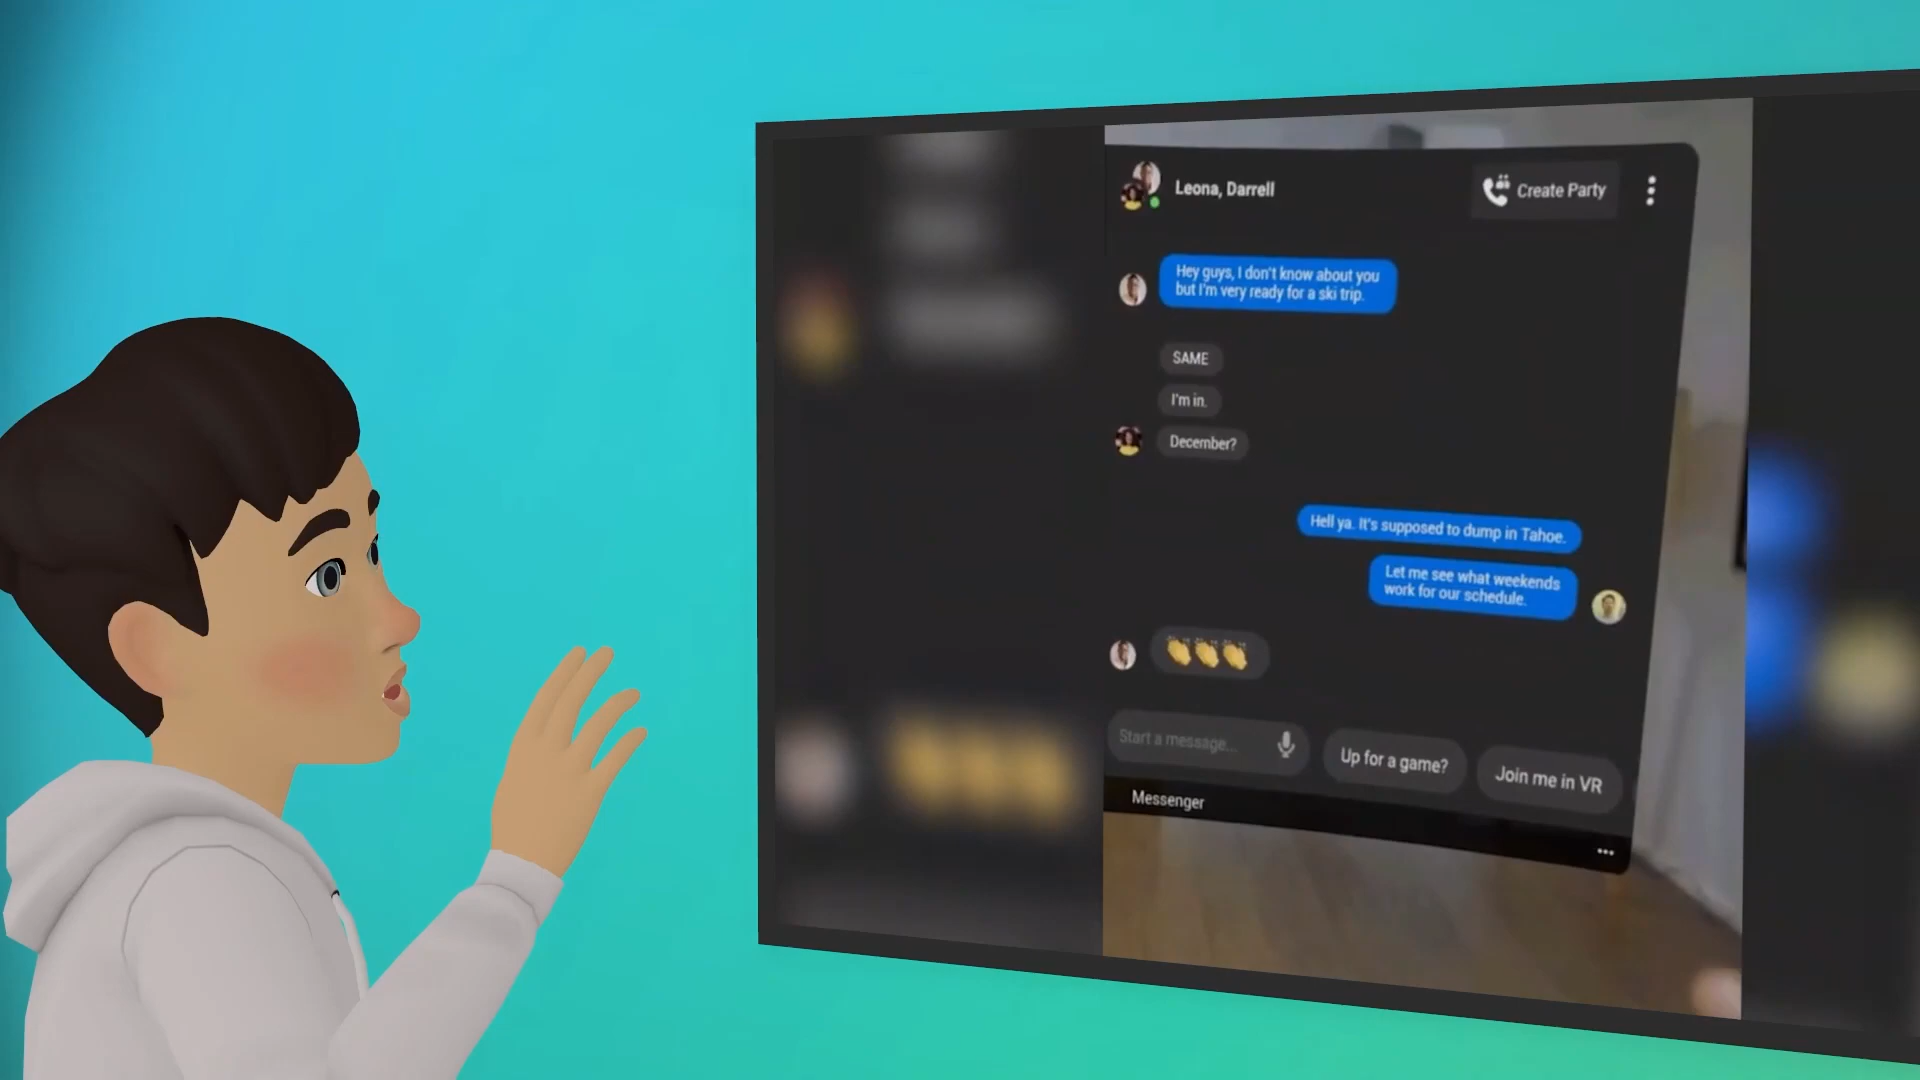 Leona, Darrell
Create Party
Hey guys, I don't know about you
but I'm very ready for a ski trip.
SAME
I'm in.
December?
Hell ya. It's supposed to dump in Tahoe.
Let me see what weekends
work for our schedule.
Start a message...
Up for a game?
Join me in VR
Messenger